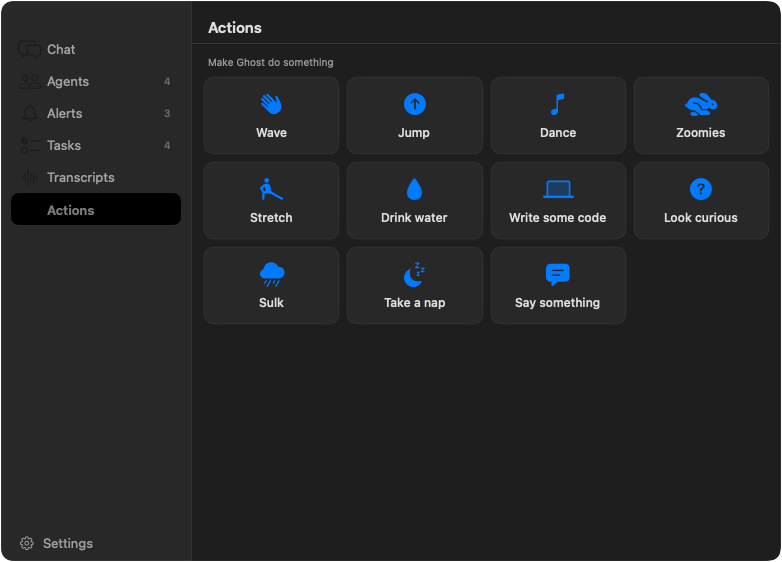 Actions
Chat
Agents 4
Alerts 3
Tasks 4
Transcripts
Actions
Settings
Make Ghost do something
Wave
Jump
Dance
Zoomies
Stretch
Drink water
Write some code
Look curious
Sulk
Take a nap
Say something